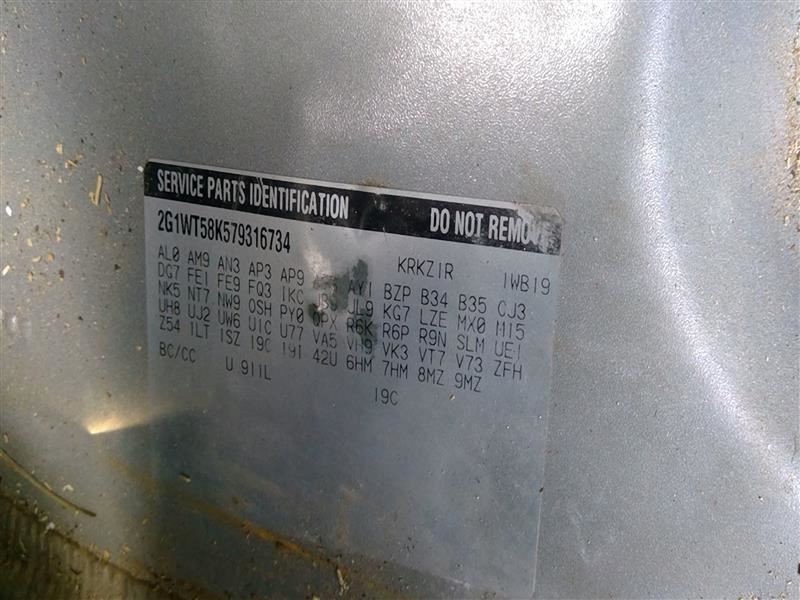 SERVICE PARTS IDENTIFICATION DO NOT REMOVE
2G1WT58K579316734 KRKZ1R 1WB19
AL0 AM9 AN3 AP3 AP9 AY1 BZP B34 B35 CJ3
DG7 FE1 FE9 FQ3 1KC JL9 KG7 LZE MX0 M15
NK5 NT7 NW9 OSH PY0 R6K R6P R9N SLM UE1
UH8 UJ2 UW6 U1C U77 VA5 VH9 VK3 VT7 V73 ZFH
Z54 1LT 1SZ 19C 19I 42U 6HM 7HM 8MZ 9MZ
BC/CC U 911L 19C